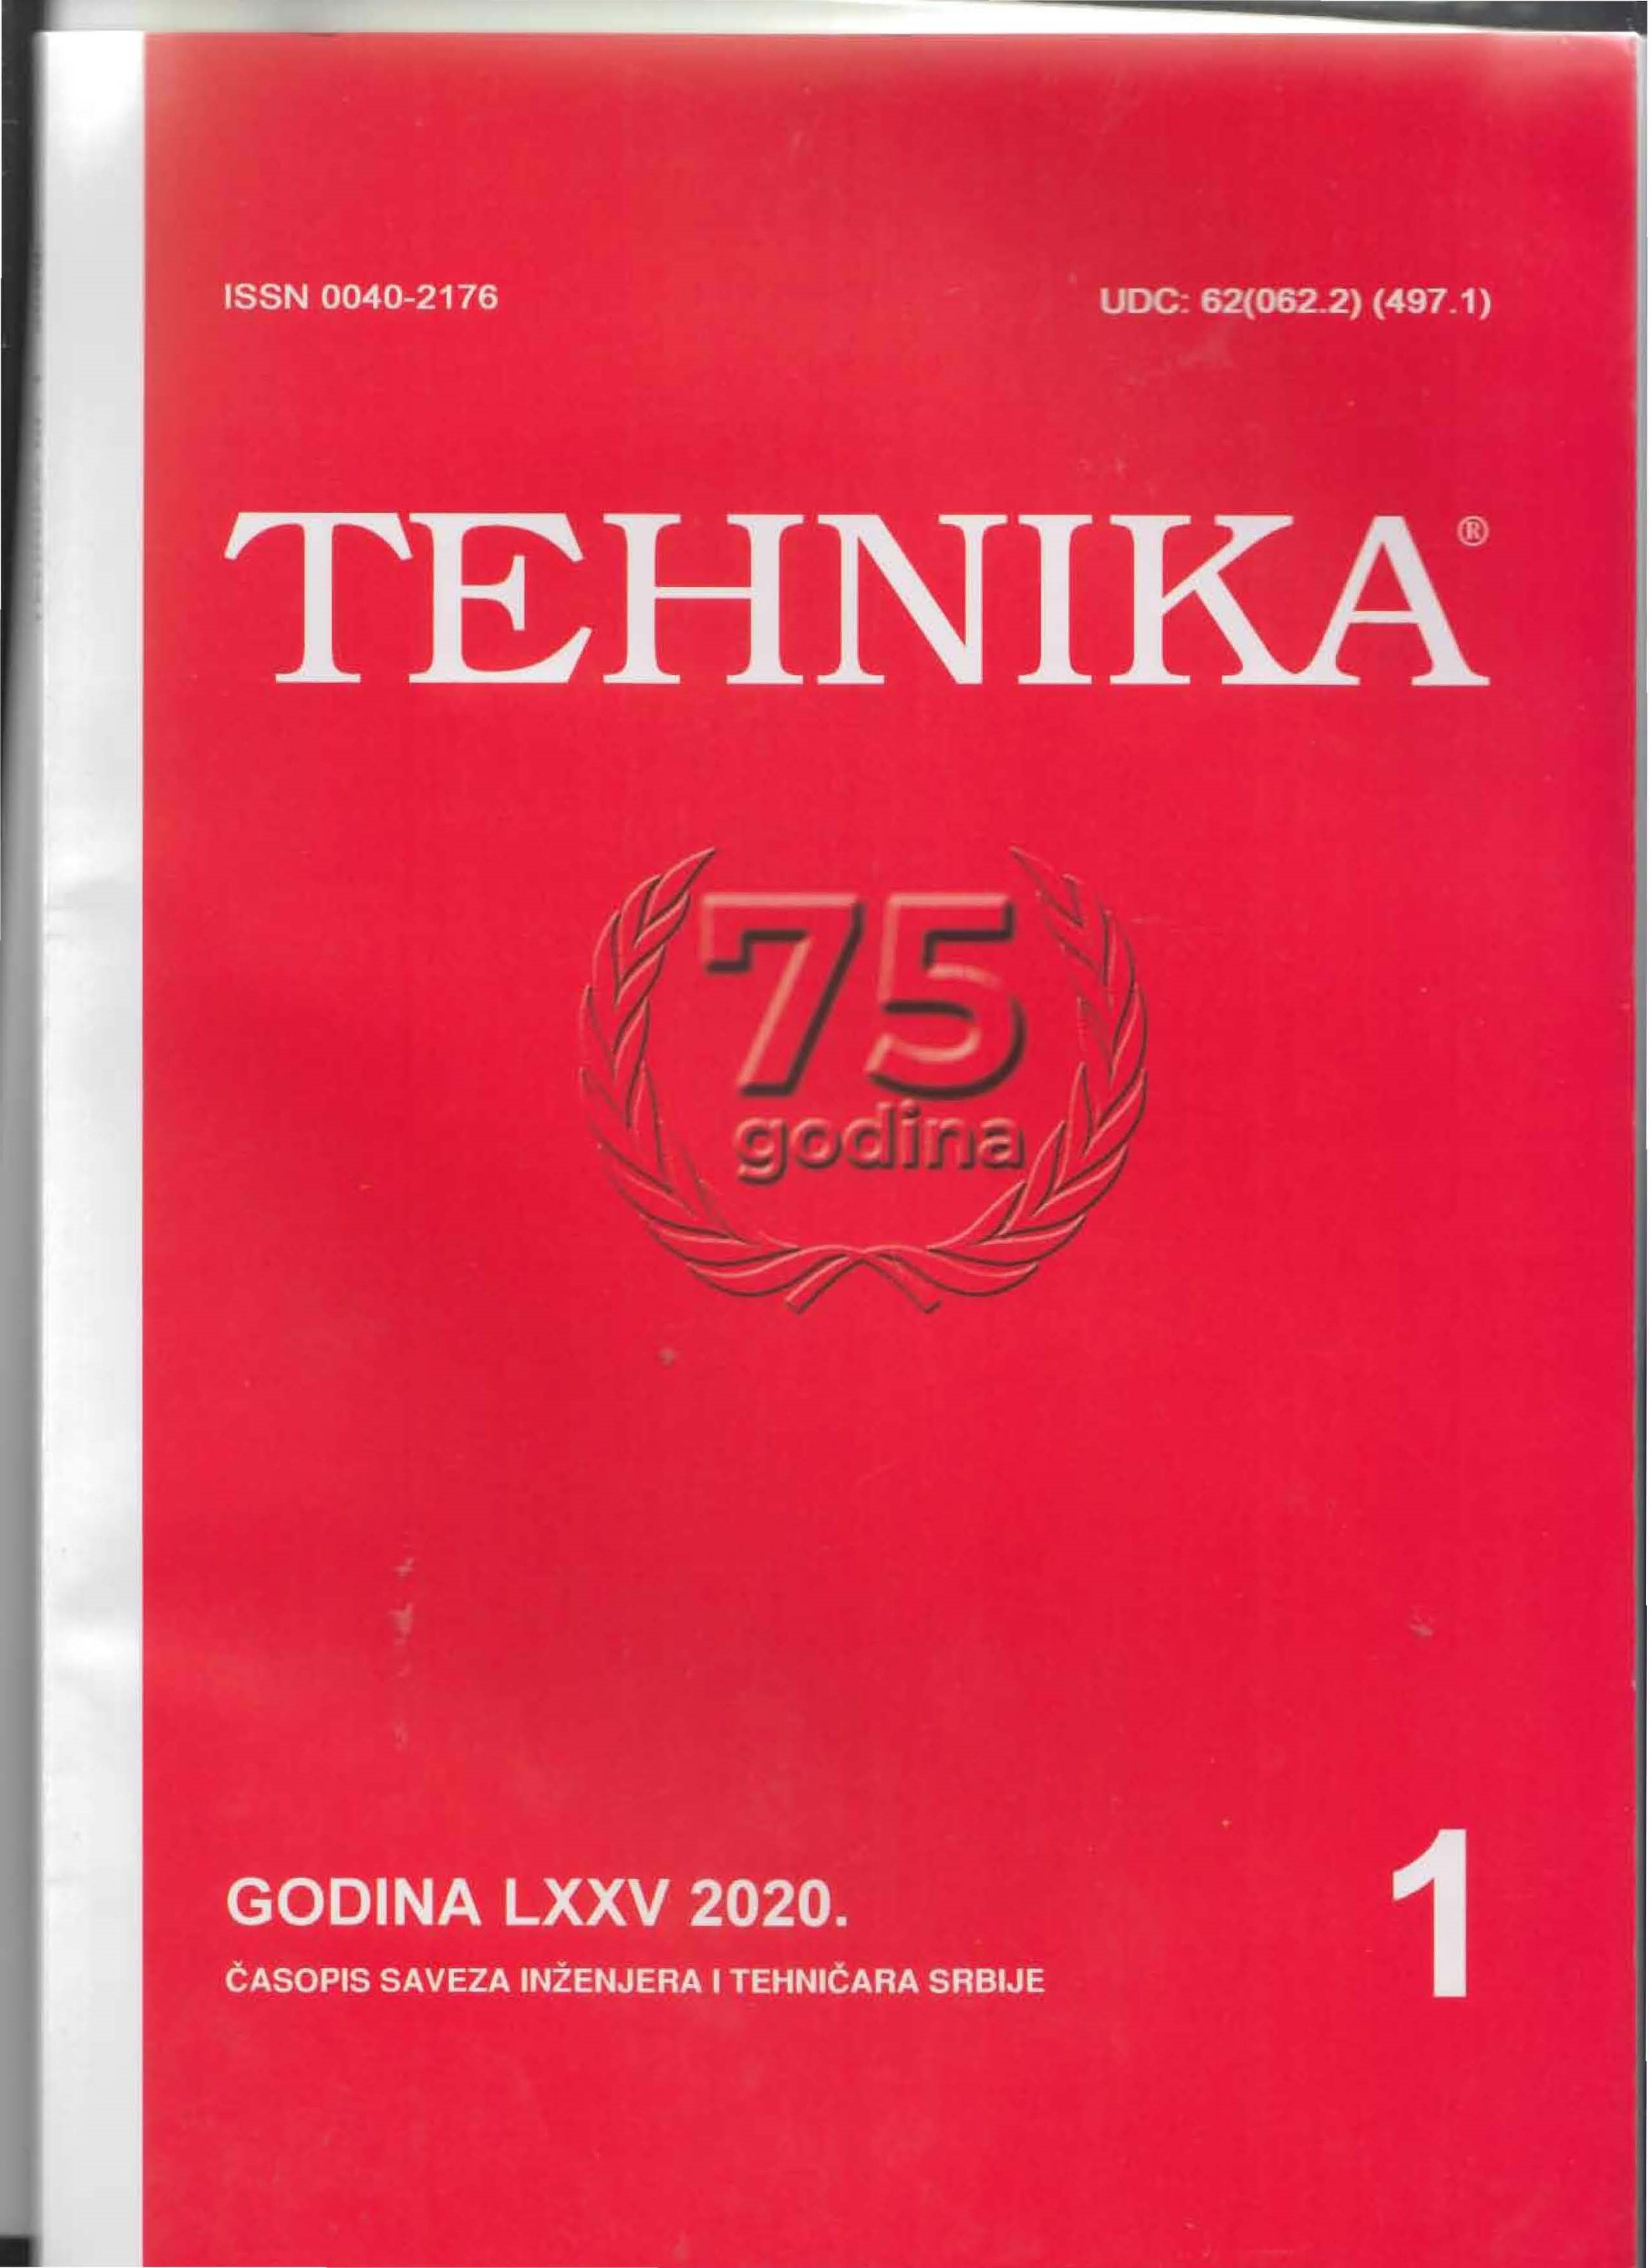 ISSN 0040-2176
UDC: 62(062.2) (497.1)
TEHNIKA®
75
godina
GODINA LXXV 2020.
1
ČASOPIS SAVEZA INŽENJERA I TEHNIČARA SRBIJE